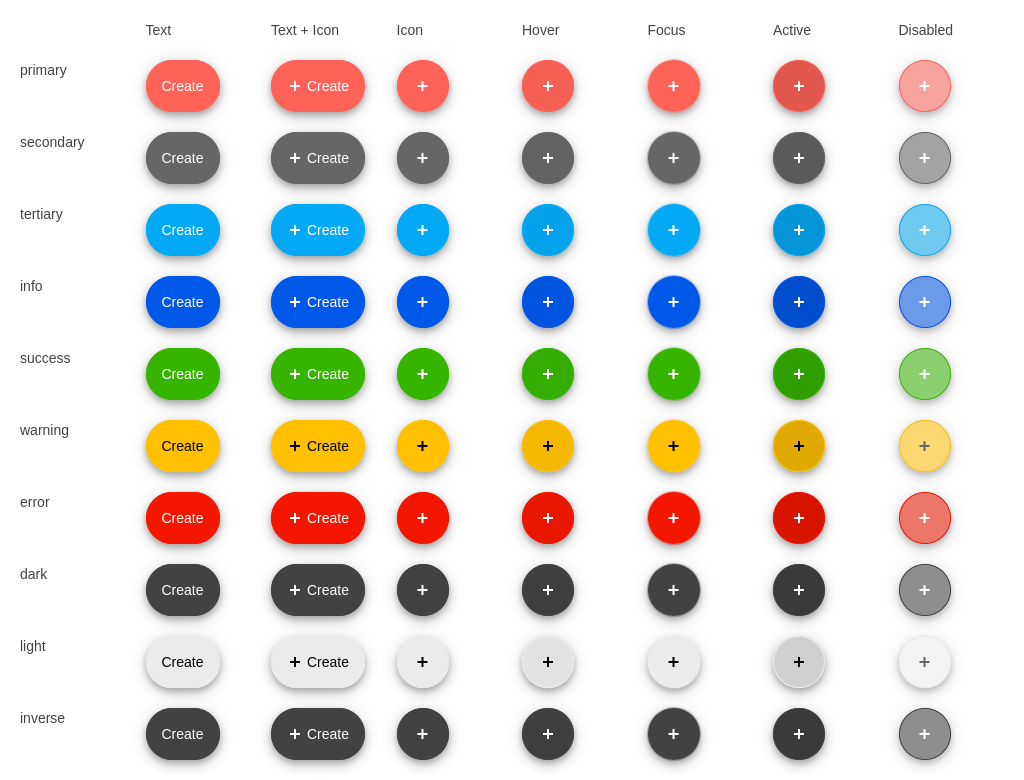 Text Text + Icon Icon Hover Focus Active Disabled
primary Create + Create + + + + +
secondary Create + Create + + + + +
tertiary Create + Create + + + + +
info Create + Create + + + + +
success Create + Create + + + + +
warning Create + Create + + + + +
error Create + Create + + + + +
dark Create + Create + + + + +
light Create + Create + + + + +
inverse Create + Create + + + + +